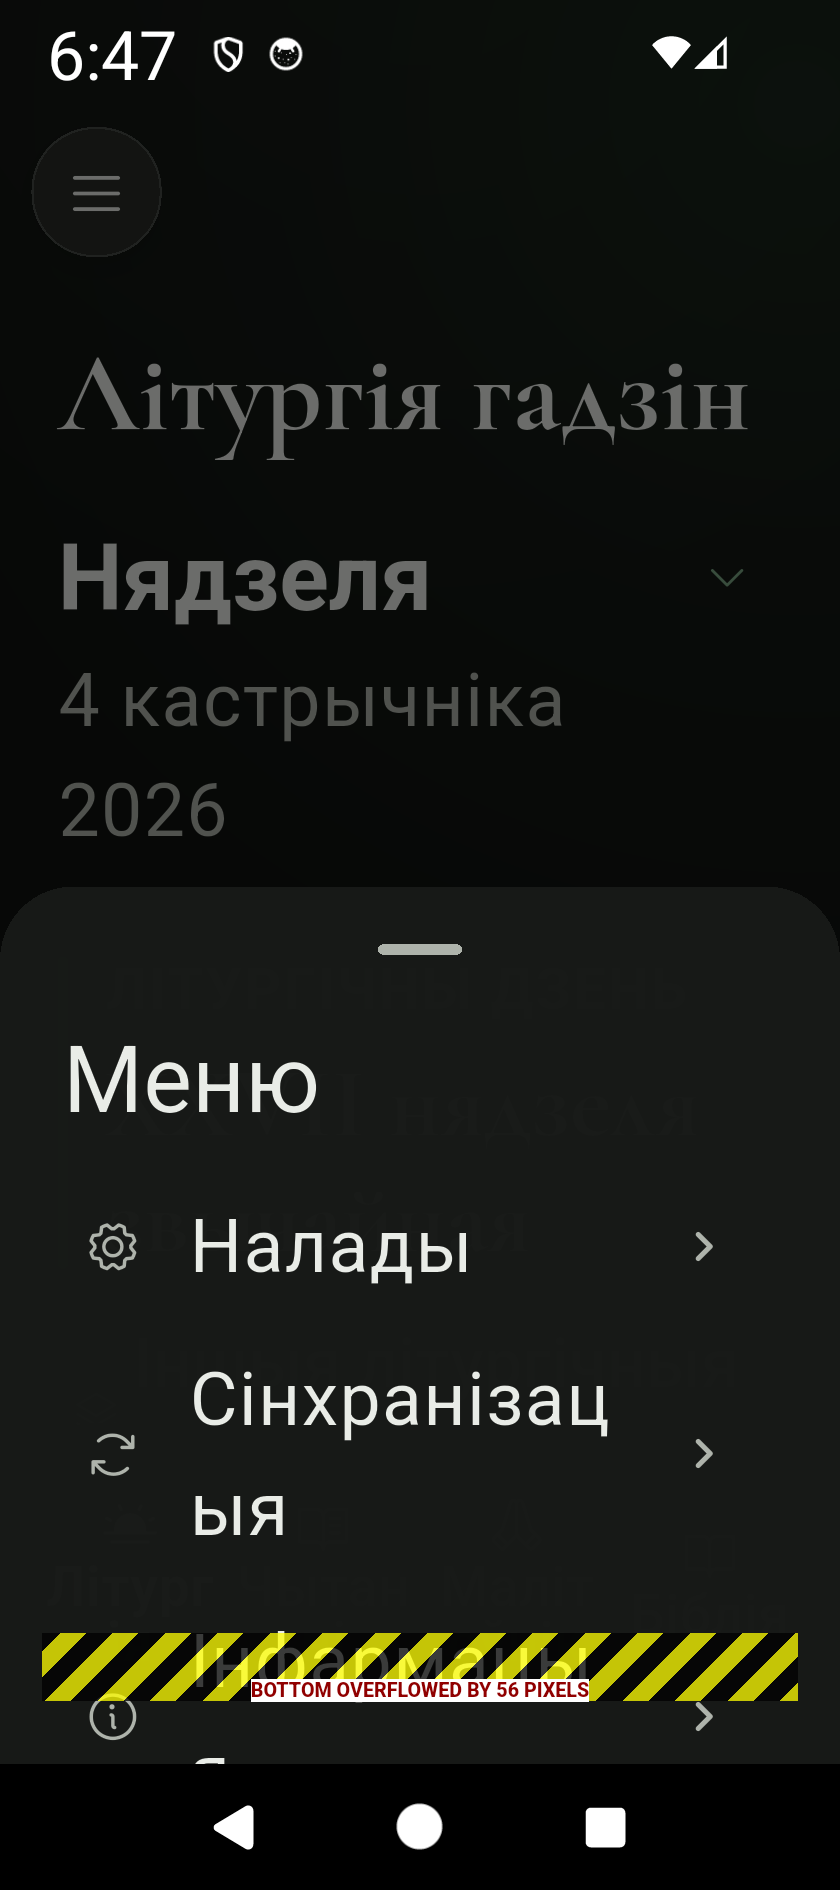 6:47
Літургія гадзін
Нядзеля
4 кастрычніка
2026
Меню
Налады
Сінхранізац
ыя
Інфармацы
BOTTOM OVERFLOWED BY 56 PIXELS
я